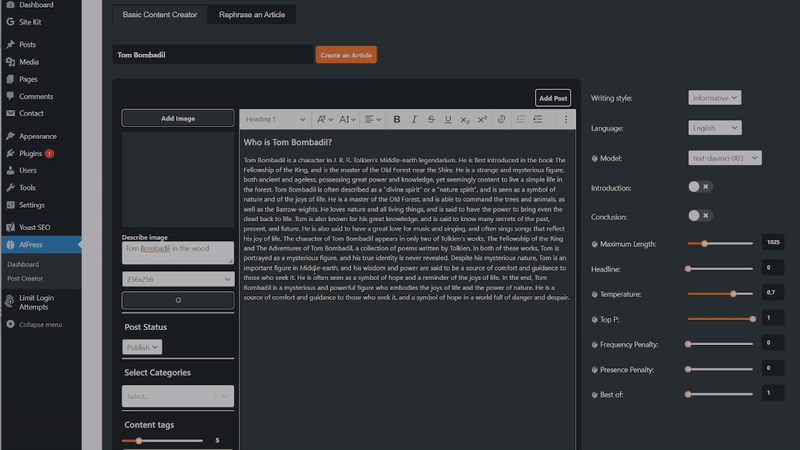 Dashboard
Site Kit
Posts
Media
Pages
Comments
Contact
Appearance
Plugins 1
Users
Tools
Settings
Yoast SEO
AIPress
Dashboard
Post Creator
Limit Login
Attempts
Collapse menu
Basic Content Creator
Rephrase an Article
Tom Bombadil
Create an Article
Add Post
Add Image
Describe image
Tom Bombadil in the wood
256x256
Post Status
Publish
Select Categories
Select...
Content tags
5
Heading 1
Who is Tom Bombadil?
Tom Bombadil is a character in J. R. R. Tolkien's Middle-earth legendarium. He is first introduced in the book The
Fellowship of the Ring, and is the master of the Old Forest near the Shire. He is a strange and mysterious figure,
both ancient and ageless, possessing great power and knowledge, yet seemingly content to live a simple life in
the forest. Tom Bombadil is often described as a "divine spirit" or a "nature spirit", and is seen as a symbol of
nature and of the joys of life. He is a master of the Old Forest, and is able to command the trees and animals, as
well as the Barrow-wights. He loves nature and all living things, and is said to have the power to bring even the
dead back to life. Tom is also known for his great knowledge, and is said to know many secrets of the past,
present, and future. He is also said to have a great love for music and singing, and often sings songs that reflect
his joy of life. The character of Tom Bombadil appears in only two of Tolkien's works, The Fellowship of the Ring
and The Adventures of Tom Bombadil, a collection of poems written by Tolkien. In both of these works, Tom is
portrayed as a mysterious figure, and his true identity is never revealed. Despite his mysterious nature, Tom is an
important figure in Middle-earth, and his wisdom and power are said to be a source of comfort and guidance to
those who seek it. He is often seen as a symbol of hope and a reminder of the joys of life. In the end, Tom
Bombadil is a mysterious and powerful figure who embodies the joys of life and the power of nature. He is a
source of comfort and guidance to those who seek it, and a symbol of hope in a world full of danger and despair.
Writing style: Informative
Language: English
Model: text-davinci-003
Introduction:
Conclusion:
Maximum Length: 1025
Headline: 0
Temperature: 0,7
Top P: 1
Frequency Penalty: 0
Presence Penalty: 0
Best of: 1